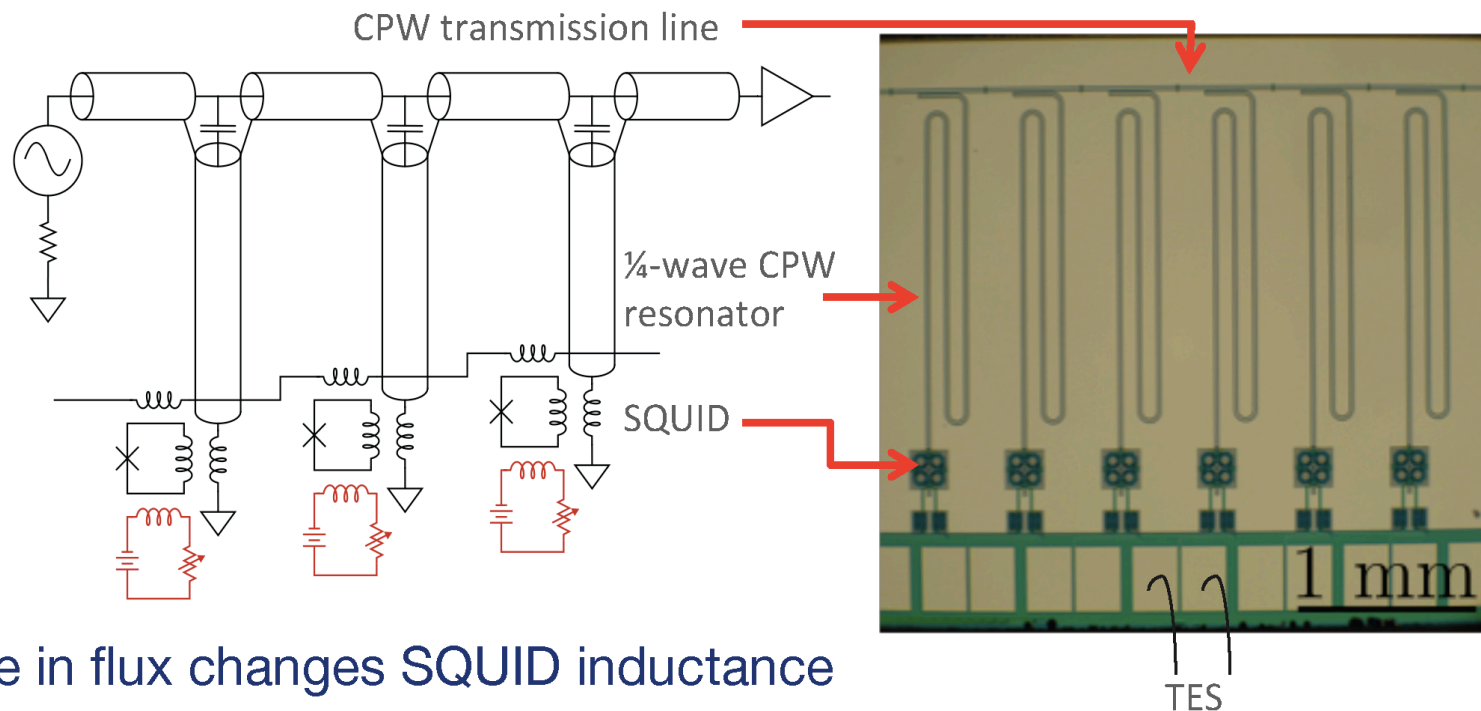 CPW transmission line
¼-wave CPW
resonator
SQUID
1 mm
e in flux changes SQUID inductance
TES